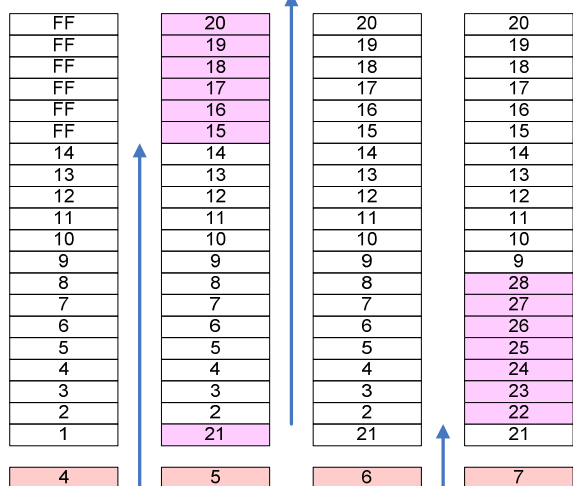 FF 20 20 20
FF 19 19 19
FF 18 18 18
FF 17 17 17
FF 16 16 16
FF 15 15 15
14 14 14 14
13 13 13 13
12 12 12 12
11 11 11 11
10 10 10 10
9 9 9 9
8 8 8 28
7 7 7 27
6 6 6 26
5 5 5 25
4 4 4 24
3 3 3 23
2 2 2 22
1 21 21 21
4 5 6 7